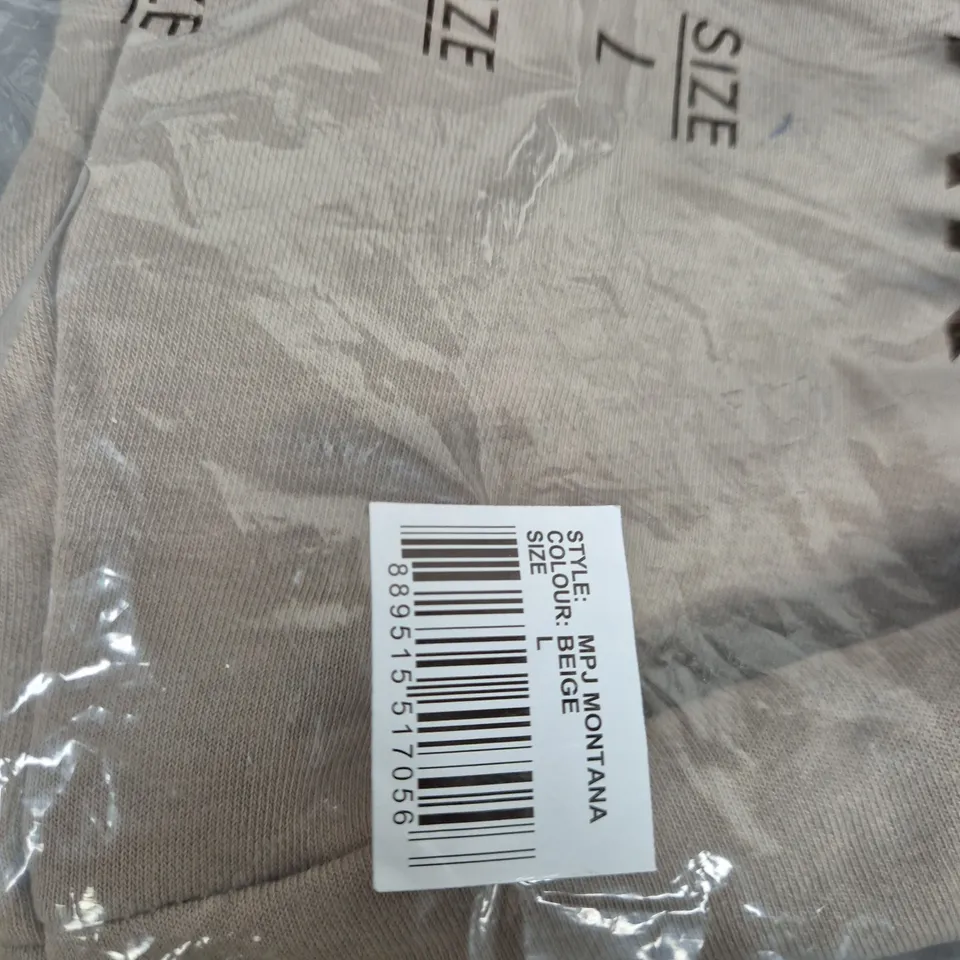 SIZE
SIZE
L
STYLE: MPJ MONTANA
COLOUR: BEIGE
SIZE L
889515517056